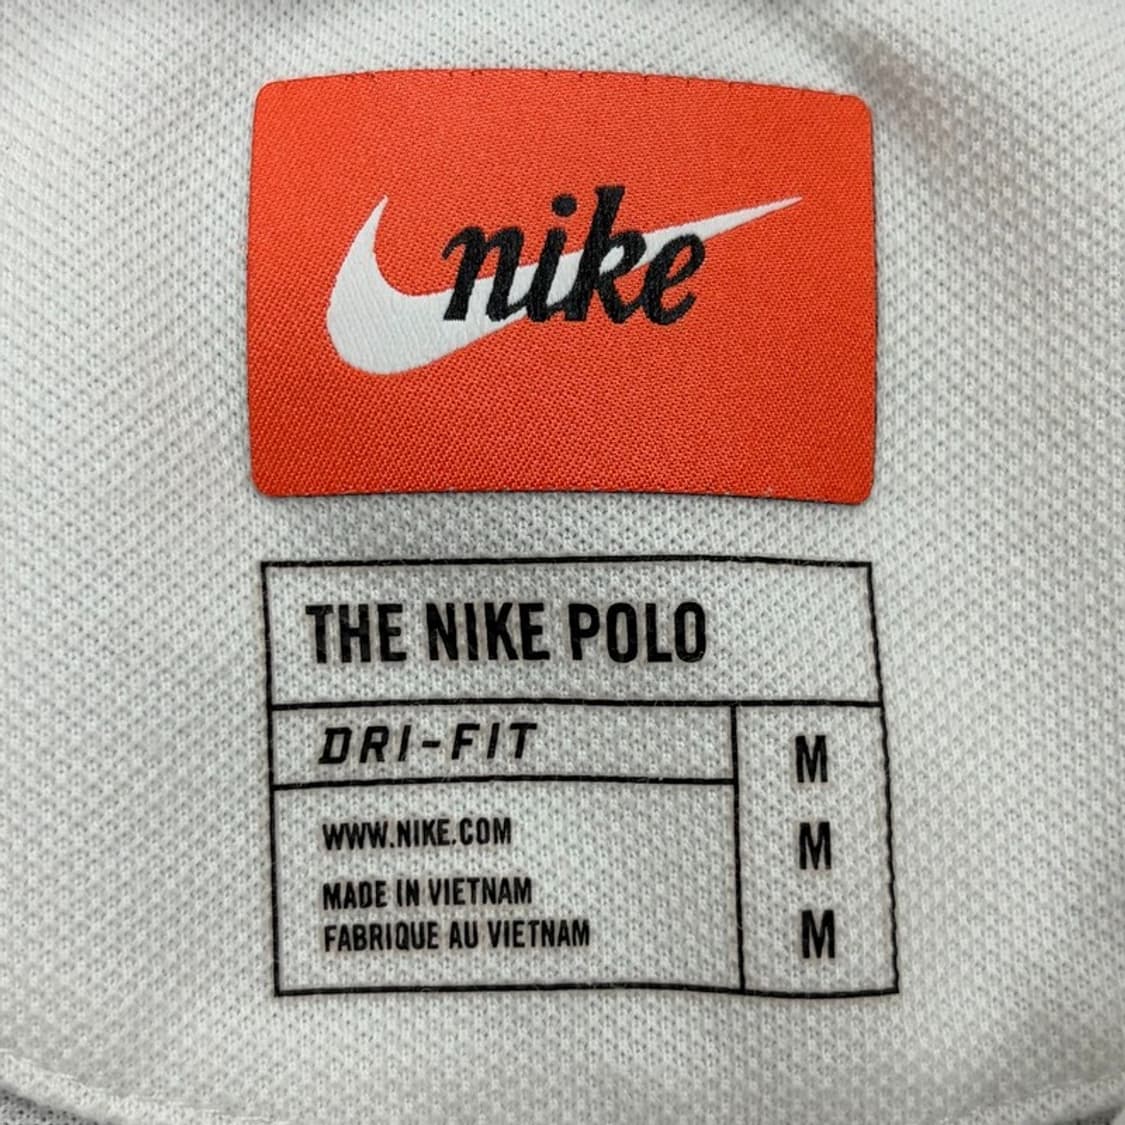 nike
THE NIKE POLO
DRI-FIT
M
WWW.NIKE.COM
M
MADE IN VIETNAM
FABRIQUE AU VIETNAM
M